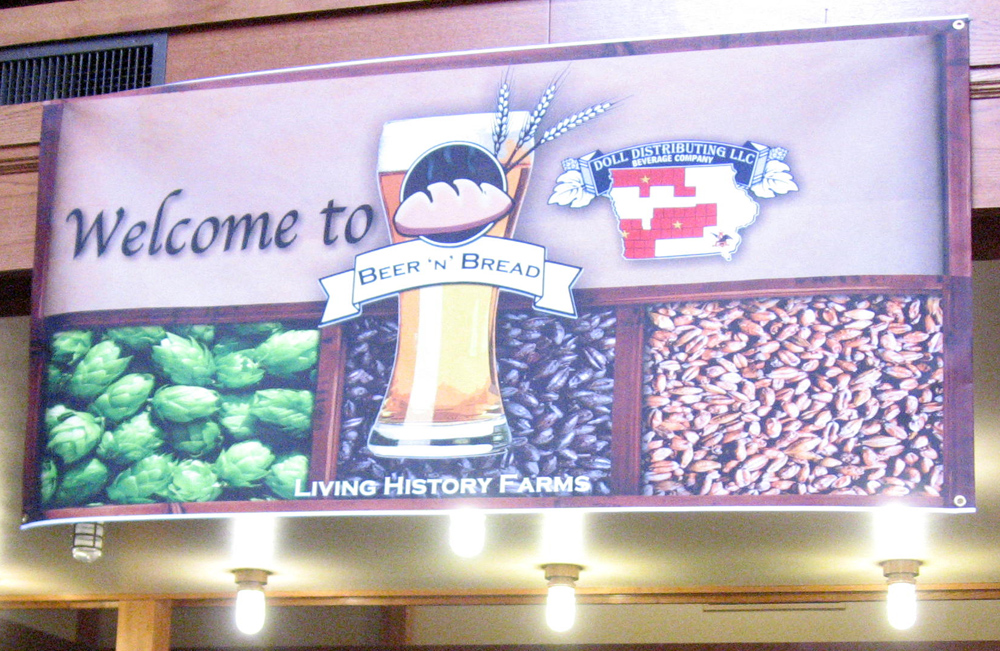 Welcome to
BEER 'N' BREAD
DOLL DISTRIBUTING LLC
BEVERAGE COMPANY
LIVING HISTORY FARMS